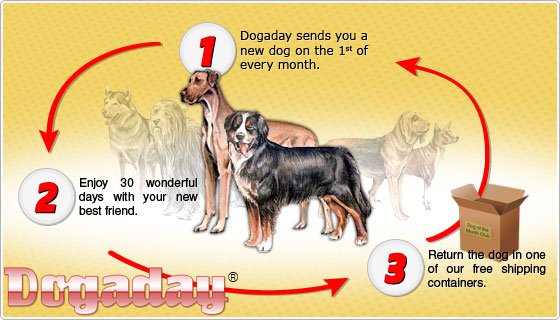 1
Dogaday sends you a
new dog on the 1st of
every month.
2
Enjoy 30 wonderful
days with your new
best friend.
Dog of the
Month Club
3
Return the dog in one
of our free shipping
containers.
Dogaday®